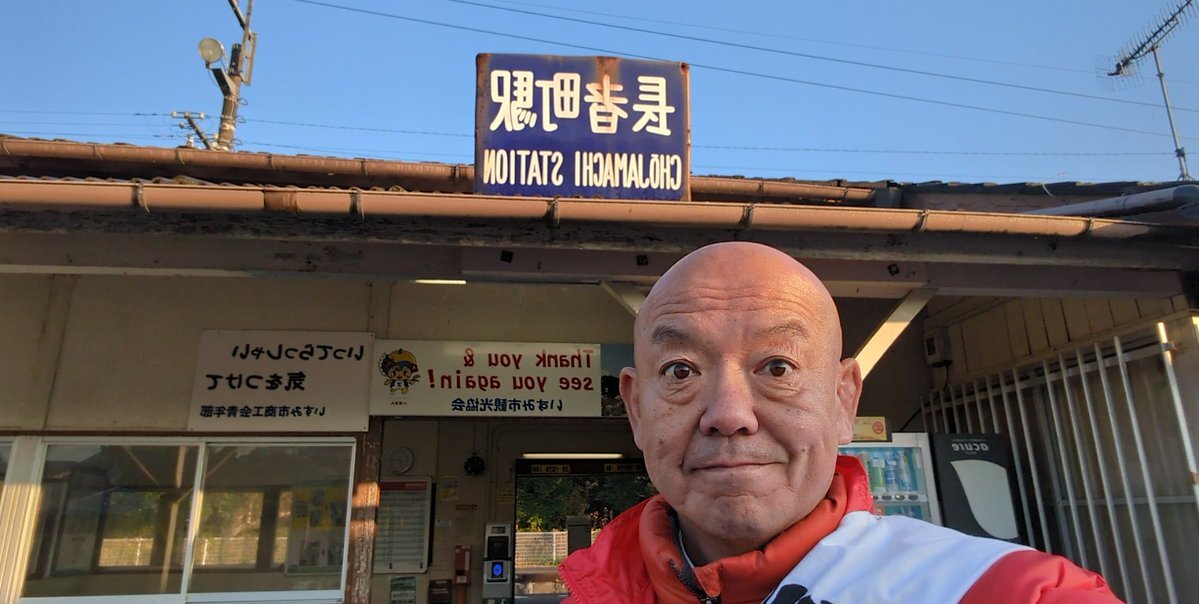 長者町駅
CHŌJAMACHI STATION
いってらっしゃい
気をつけて
いすみ市商工会青年部
Thank you &
see you again!
いすみ市観光協会
acure